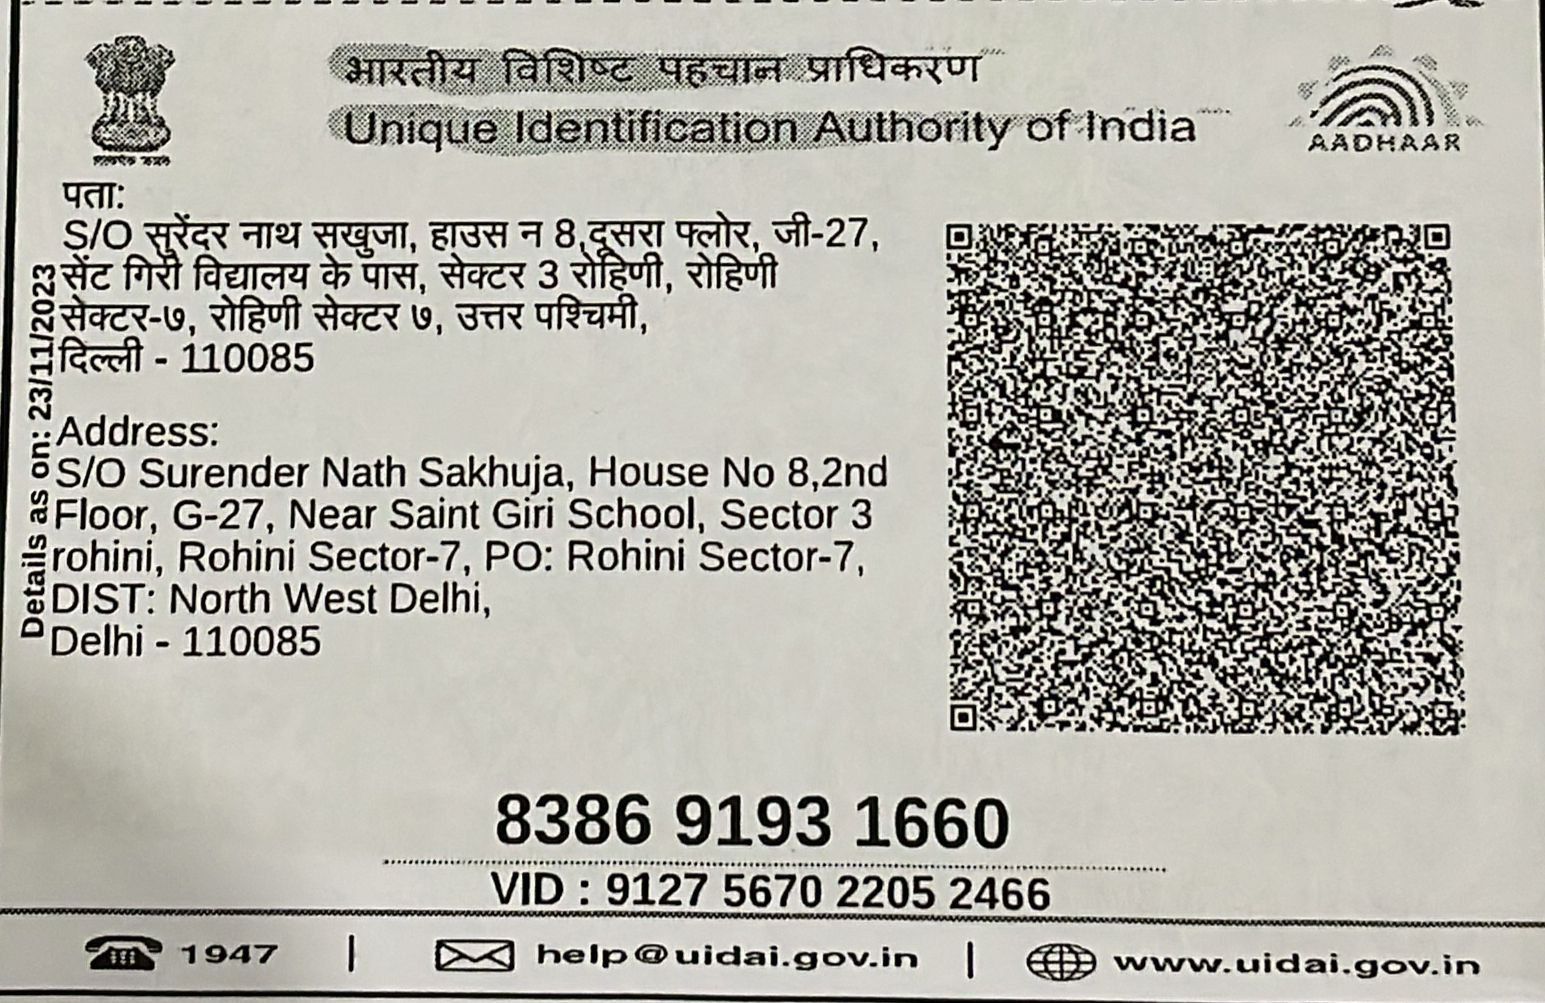 भारतीय विशिष्ट पहचान प्राधिकरण
Unique Identification Authority of India
AADHAAR
पता:
S/O सुरेंदर नाथ सखुजा, हाउस न 8,दूसरा फ्लोर, जी-27,
सेंट गिरी विद्यालय के पास, सेक्टर 3 रोहिणी, रोहिणी
सेक्टर-७, रोहिणी सेक्टर ७, उत्तर पश्चिमी,
दिल्ली - 110085
Details as on: 23/11/2023
Address:
S/O Surender Nath Sakhuja, House No 8,2nd
Floor, G-27, Near Saint Giri School, Sector 3
rohini, Rohini Sector-7, PO: Rohini Sector-7,
DIST: North West Delhi,
Delhi - 110085
8386 9193 1660
VID : 9127 5670 2205 2466
1947 | help@uidai.gov.in | www.uidai.gov.in